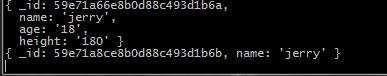 { _id: 59e71a66e8b0d88c493d1b6a,
name: 'jerry',
age: '18',
height: '180' }
{ _id: 59e71a8ce8b0d88c493d1b6b, name: 'jerry' }